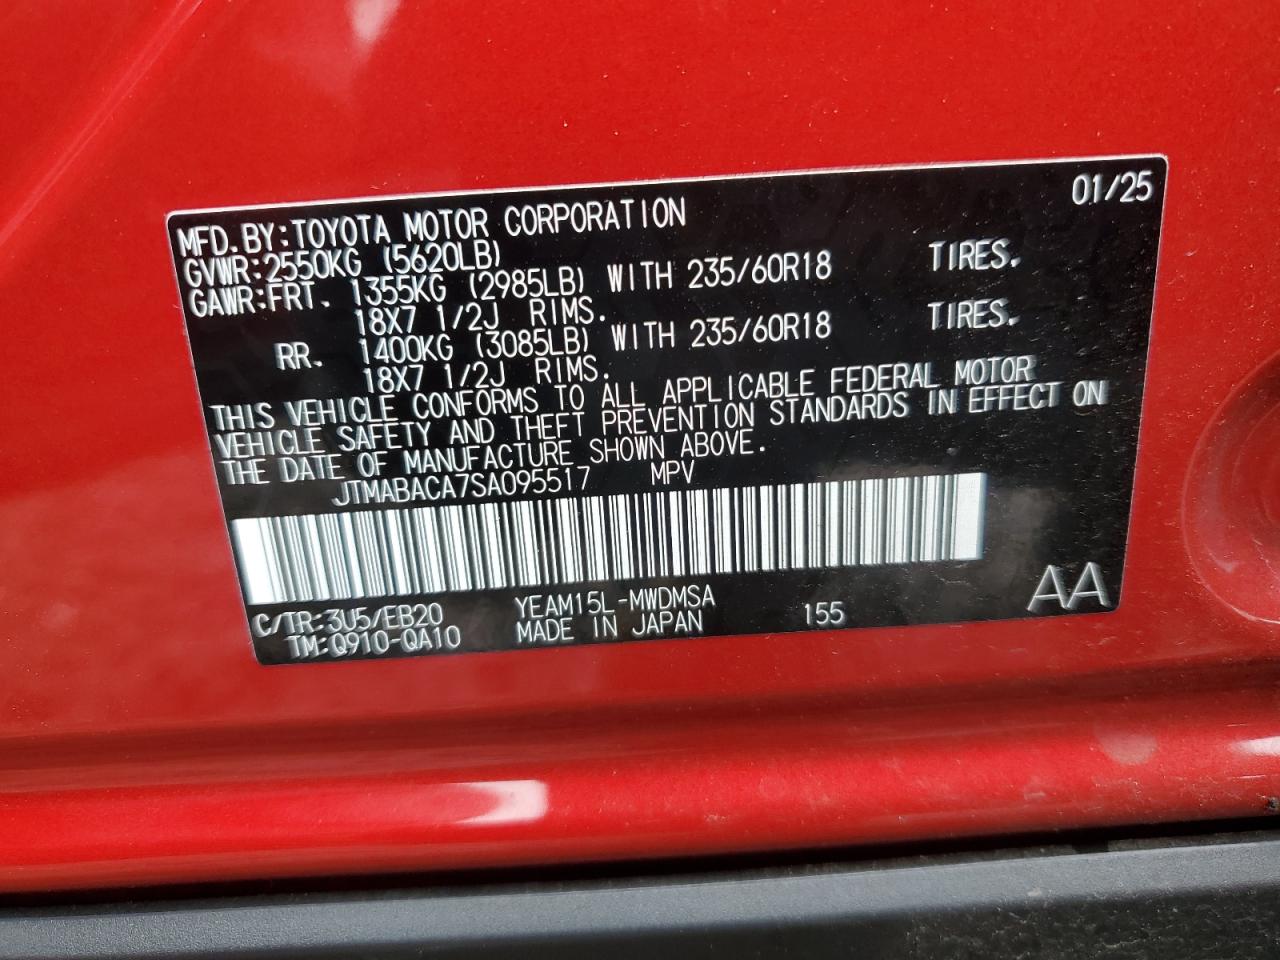 01/25
MFD.BY:TOYOTA MOTOR CORPORATION
GVWR:2550KG (5620LB)
GAWR:FRT. 1355KG (2985LB) WITH 235/60R18 TIRES.
18X7 1/2J RIMS.
RR. 1400KG (3085LB) WITH 235/60R18 TIRES.
18X7 1/2J RIMS.
THIS VEHICLE CONFORMS TO ALL APPLICABLE FEDERAL MOTOR
VEHICLE SAFETY AND THEFT PREVENTION STANDARDS IN EFFECT ON
THE DATE OF MANUFACTURE SHOWN ABOVE.
JTMABACA7SA095517 MPV
C/TR:3U5/EB20 YEAM15L-MWDMSA 155 AA
TM:Q910-QA10 MADE IN JAPAN